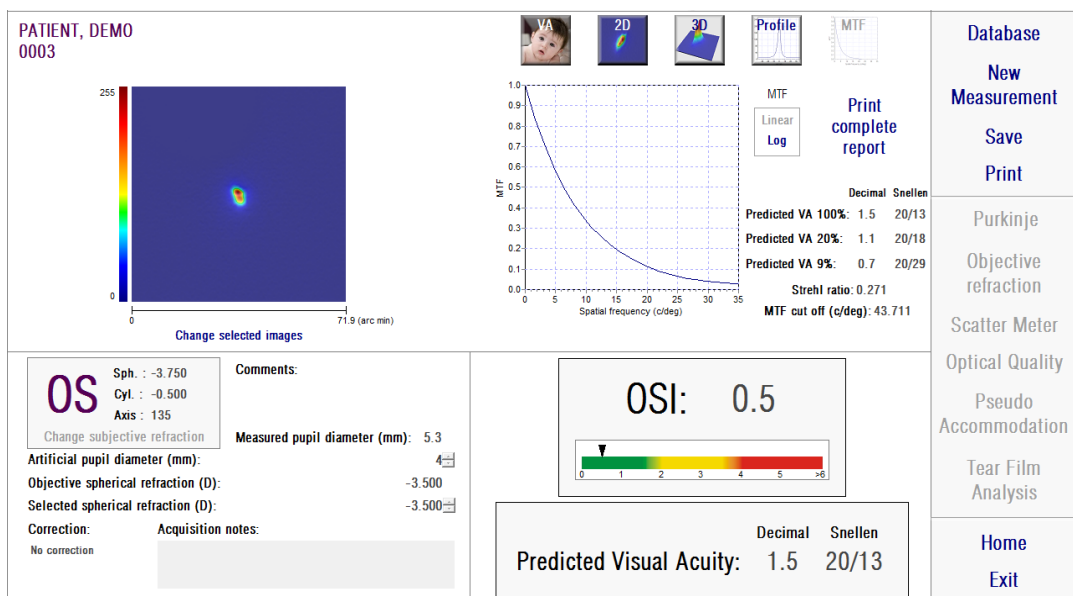 PATIENT, DEMO
0003
VA
2D
3D
Profile
MTF
255
0
0
71.9 (arc min)
Change selected images
1.0
0.9
0.8
0.7
0.6
0.5
0.4
0.3
0.2
0.1
0.0
MTF
0 5 10 15 20 25 30 35
Spatial frequency (c/deg)
MTF
Linear
Log
Print
complete
report
Decimal Snellen
Predicted VA 100%: 1.5 20/13
Predicted VA 20%: 1.1 20/18
Predicted VA 9%: 0.7 20/29
Strehl ratio: 0.271
MTF cut off (c/deg): 43.711
OS
Sph. : -3.750
Cyl. : -0.500
Axis : 135
Change subjective refraction
Comments:
Measured pupil diameter (mm): 5.3
Artificial pupil diameter (mm): 4
Objective spherical refraction (D): -3.500
Selected spherical refraction (D): -3.500
Correction:
No correction
Acquisition notes:
OSI: 0.5
0 1 2 3 4 5 >6
Decimal Snellen
Predicted Visual Acuity: 1.5 20/13
Database
New
Measurement
Save
Print
Purkinje
Objective
refraction
Scatter Meter
Optical Quality
Pseudo
Accommodation
Tear Film
Analysis
Home
Exit